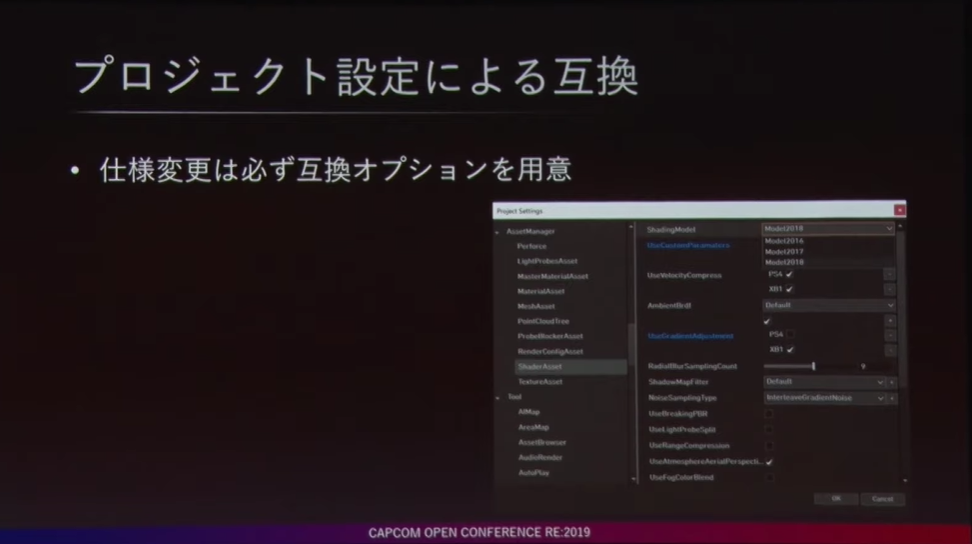 プロジェクト設定による互換
• 仕様変更は必ず互換オプションを用意
Project Settings
AssetManager
Perforce
LightProbesAsset
MasterMaterialAsset
MaterialAsset
MeshAsset
PointCloudTree
ProbeBlockerAsset
RenderConfigAsset
ShaderAsset
TextureAsset
Tool
AIMap
AreaMap
AssetBrowser
AudioRender
AutoPlay
ShadingModel Model2018
Model2016
Model2017
Model2018
UseCustomParamaters
UseVelocityCompress PS4
XB1
AmbientBrdf Default
UseGradientAdjustment PS4
XB1
RadialBlurSamplingCount 9
ShadowMapFilter Default
NoiseSamplingType InterleaveGradientNoise
UseBreakingPBR
UseLightProbeSplit
UseRangeCompression
UseAtmosphereAerialPerspecti...
UseFogColorBlend
OK Cancel
CAPCOM OPEN CONFERENCE RE:2019